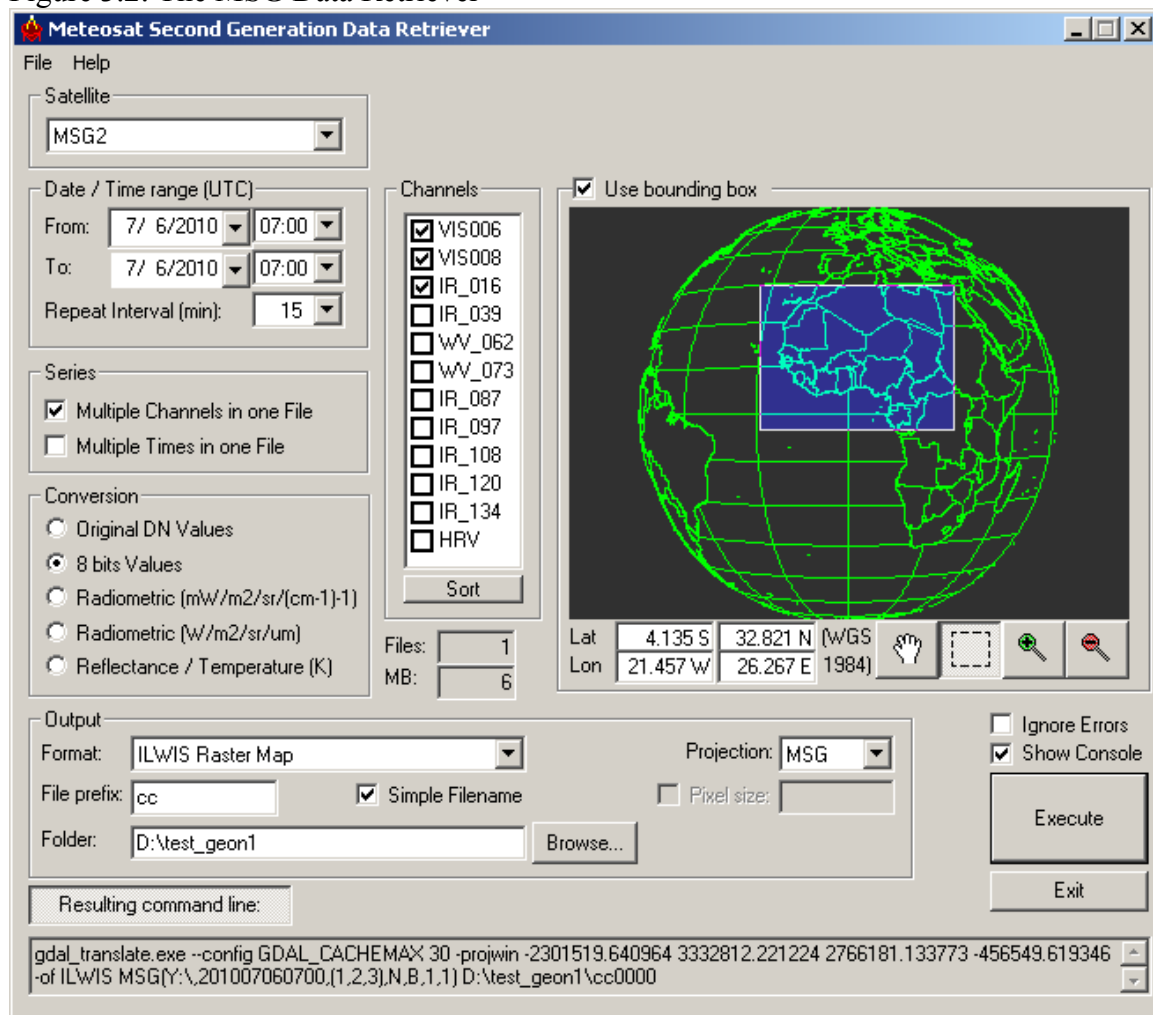 Figure 3.2: The MSG Data Retriever
Meteosat Second Generation Data Retriever
File Help
Satellite
MSG2
Date / Time range (UTC)
From: 7/ 6/2010 07:00
To: 7/ 6/2010 07:00
Repeat Interval (min): 15
Series
Multiple Channels in one File
Multiple Times in one File
Conversion
Original DN Values
8 bits Values
Radiometric (mW/m2/sr/(cm-1)-1)
Radiometric (W/m2/sr/um)
Reflectance / Temperature (K)
Channels
VIS006
VIS008
IR_016
IR_039
WV_062
WV_073
IR_087
IR_097
IR_108
IR_120
IR_134
HRV
Sort
Files: 1
MB: 6
Use bounding box
Lat 4.135 S 32.821 N (WGS
Lon 21.457 W 26.267 E 1984)
Output
Format: ILWIS Raster Map
Projection: MSG
File prefix: cc
Simple Filename
Pixel size:
Folder: D:\test_geon1
Browse...
Ignore Errors
Show Console
Execute
Exit
Resulting command line:
gdal_translate.exe --config GDAL_CACHEMAX 30 -projwin -2301519.640964 3332812.221224 2766181.133773 -456549.619346
-of ILWIS MSG(Y:\,201007060700,(1,2,3),N,B,1,1) D:\test_geon1\cc0000